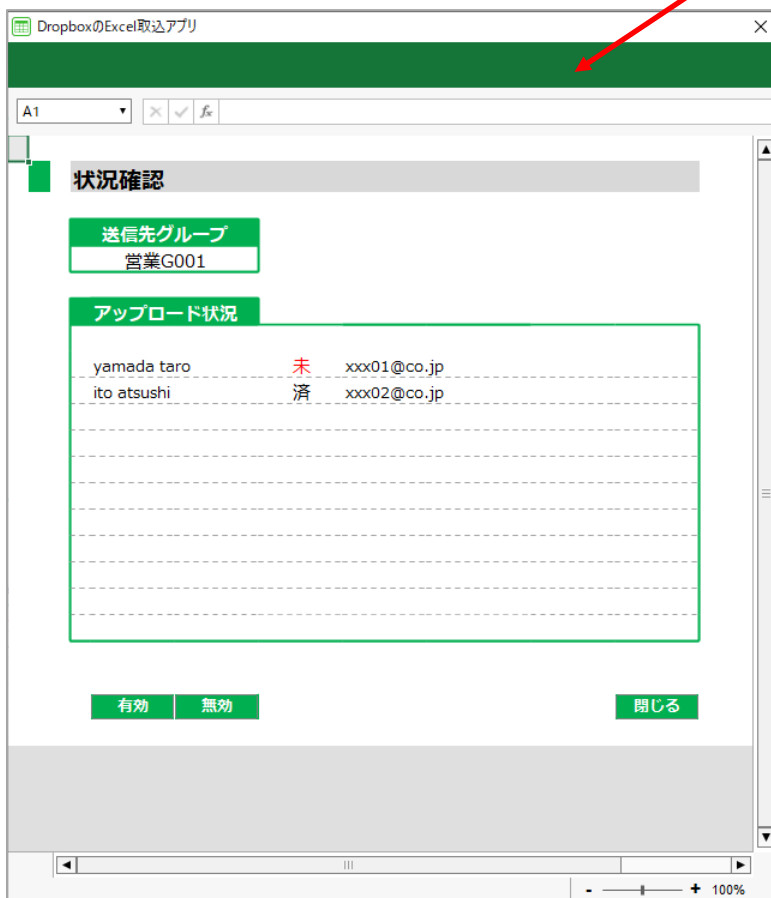 DropboxのExcel取込アプリ
A1 fx
状況確認
送信先グループ
営業G001
アップロード状況
yamada taro 未 xxx01@co.jp
ito atsushi 済 xxx02@co.jp
有効 無効 閉じる
- + 100%